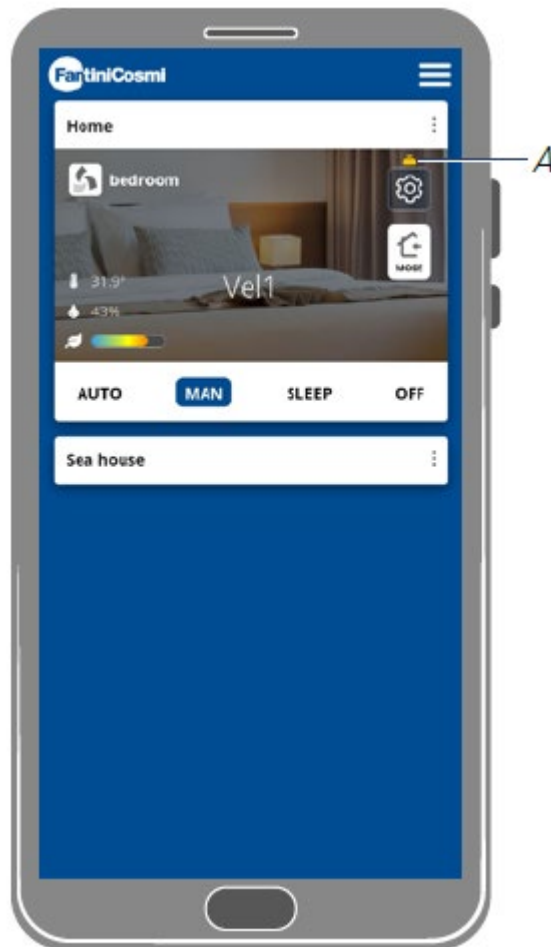 FantiniCosmi
Home
A
bedroom
MODE
31.9°
Vel1
43%
AUTO MAN SLEEP OFF
Sea house